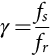 γ = f_s / f_r